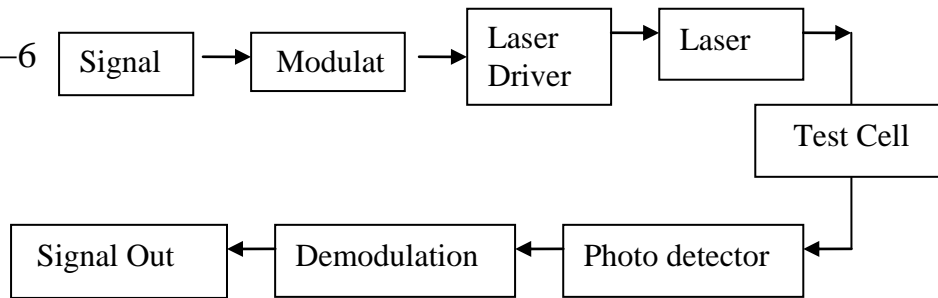 –6
Signal
Modulat
Laser
Driver
Laser
Test Cell
Photo detector
Demodulation
Signal Out